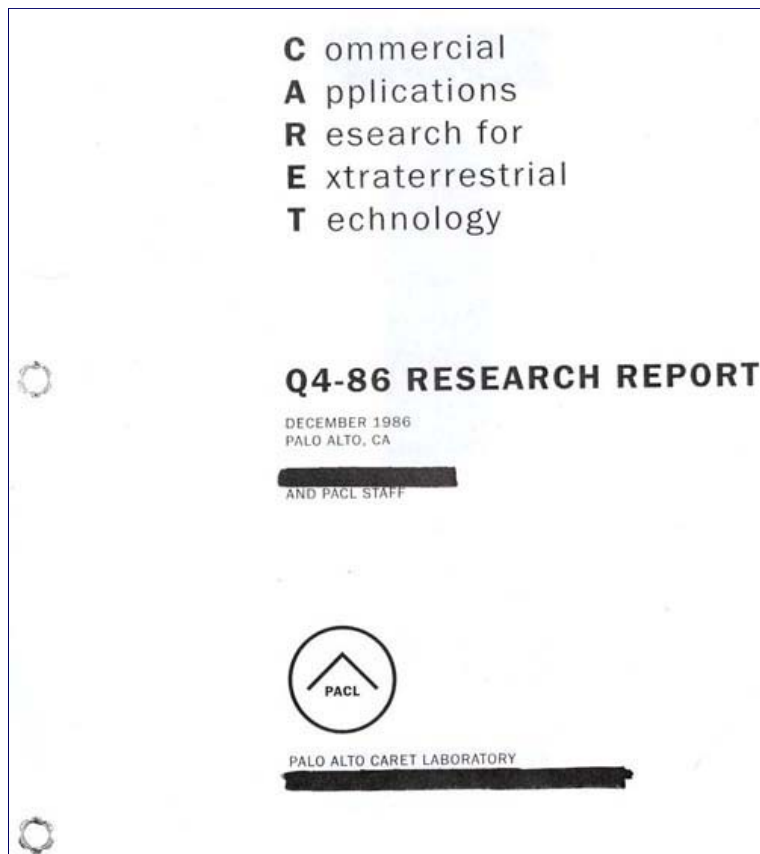 C ommercial
A pplications
R esearch for
E xtraterrestrial
T echnology
Q4-86 RESEARCH REPORT
DECEMBER 1986
PALO ALTO, CA
AND PACL STAFF
PACL
PALO ALTO CARET LABORATORY